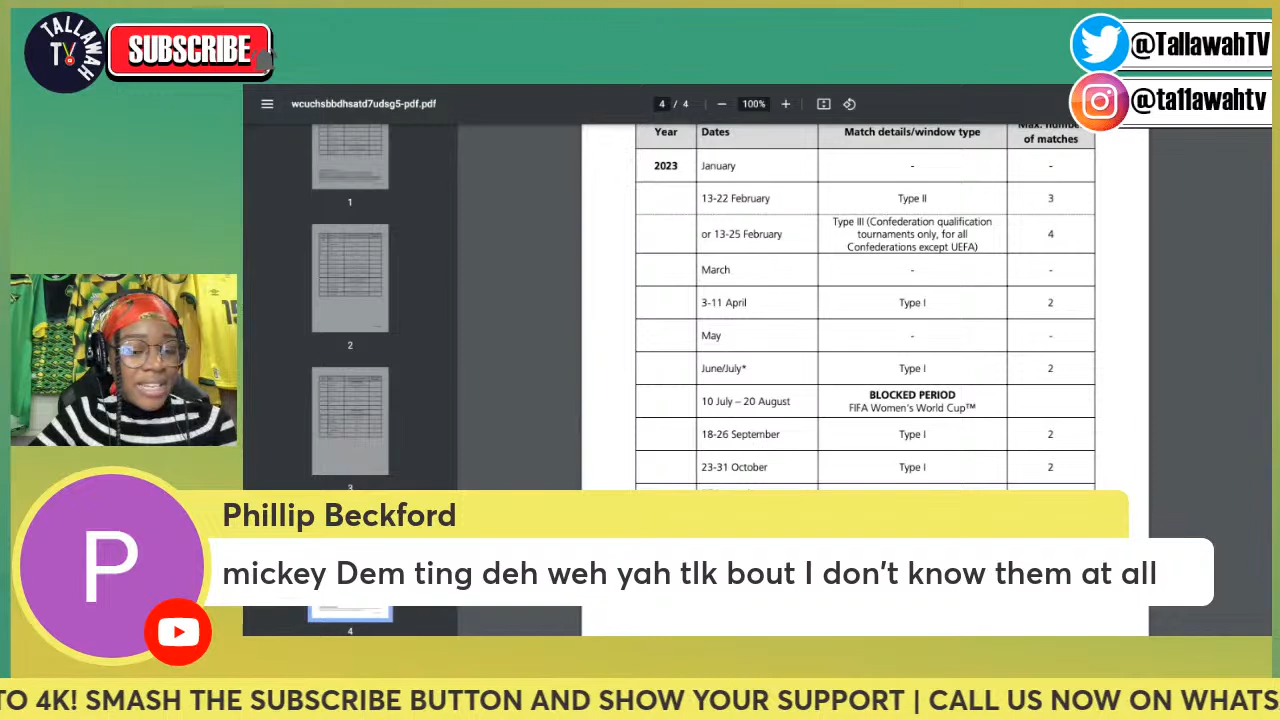 TALLAWAH
TV
SUBSCRIBE
@TallawahTV
@ta11awahtv
wcuchsbbdhsatd7udsg5-pdf.pdf
4 / 4
100%
Year Dates Match details/window type Max. number of matches
2023 January - -
13-22 February Type II 3
or 13-25 February Type III (Confederation qualification tournaments only, for all Confederations except UEFA) 4
March - -
3-11 April Type I 2
May - -
June/July* Type I 2
10 July – 20 August BLOCKED PERIOD FIFA Women's World Cup™
18-26 September Type I 2
23-31 October Type I 2
1
2
3
4
15
P
Phillip Beckford
mickey Dem ting deh weh yah tlk bout I don't know them at all
TO 4K! SMASH THE SUBSCRIBE BUTTON AND SHOW YOUR SUPPORT | CALL US NOW ON WHATS